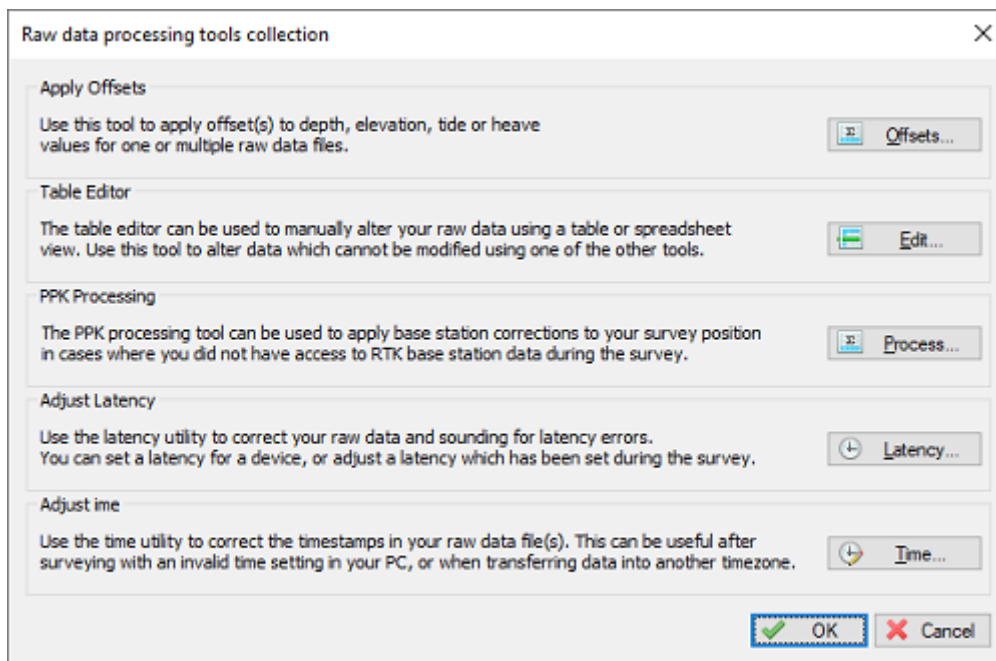 Raw data processing tools collection
Apply Offsets
Use this tool to apply offset(s) to depth, elevation, tide or heave
values for one or multiple raw data files.
Offsets...
Table Editor
The table editor can be used to manually alter your raw data using a table or spreadsheet
view. Use this tool to alter data which cannot be modified using one of the other tools.
Edit...
PPK Processing
The PPK processing tool can be used to apply base station corrections to your survey position
in cases where you did not have access to RTK base station data during the survey.
Process...
Adjust Latency
Use the latency utility to correct your raw data and sounding for latency errors.
You can set a latency for a device, or adjust a latency which has been set during the survey.
Latency...
Adjust ime
Use the time utility to correct the timestamps in your raw data file(s). This can be useful after
surveying with an invalid time setting in your PC, or when transferring data into another timezone.
Time...
OK
Cancel